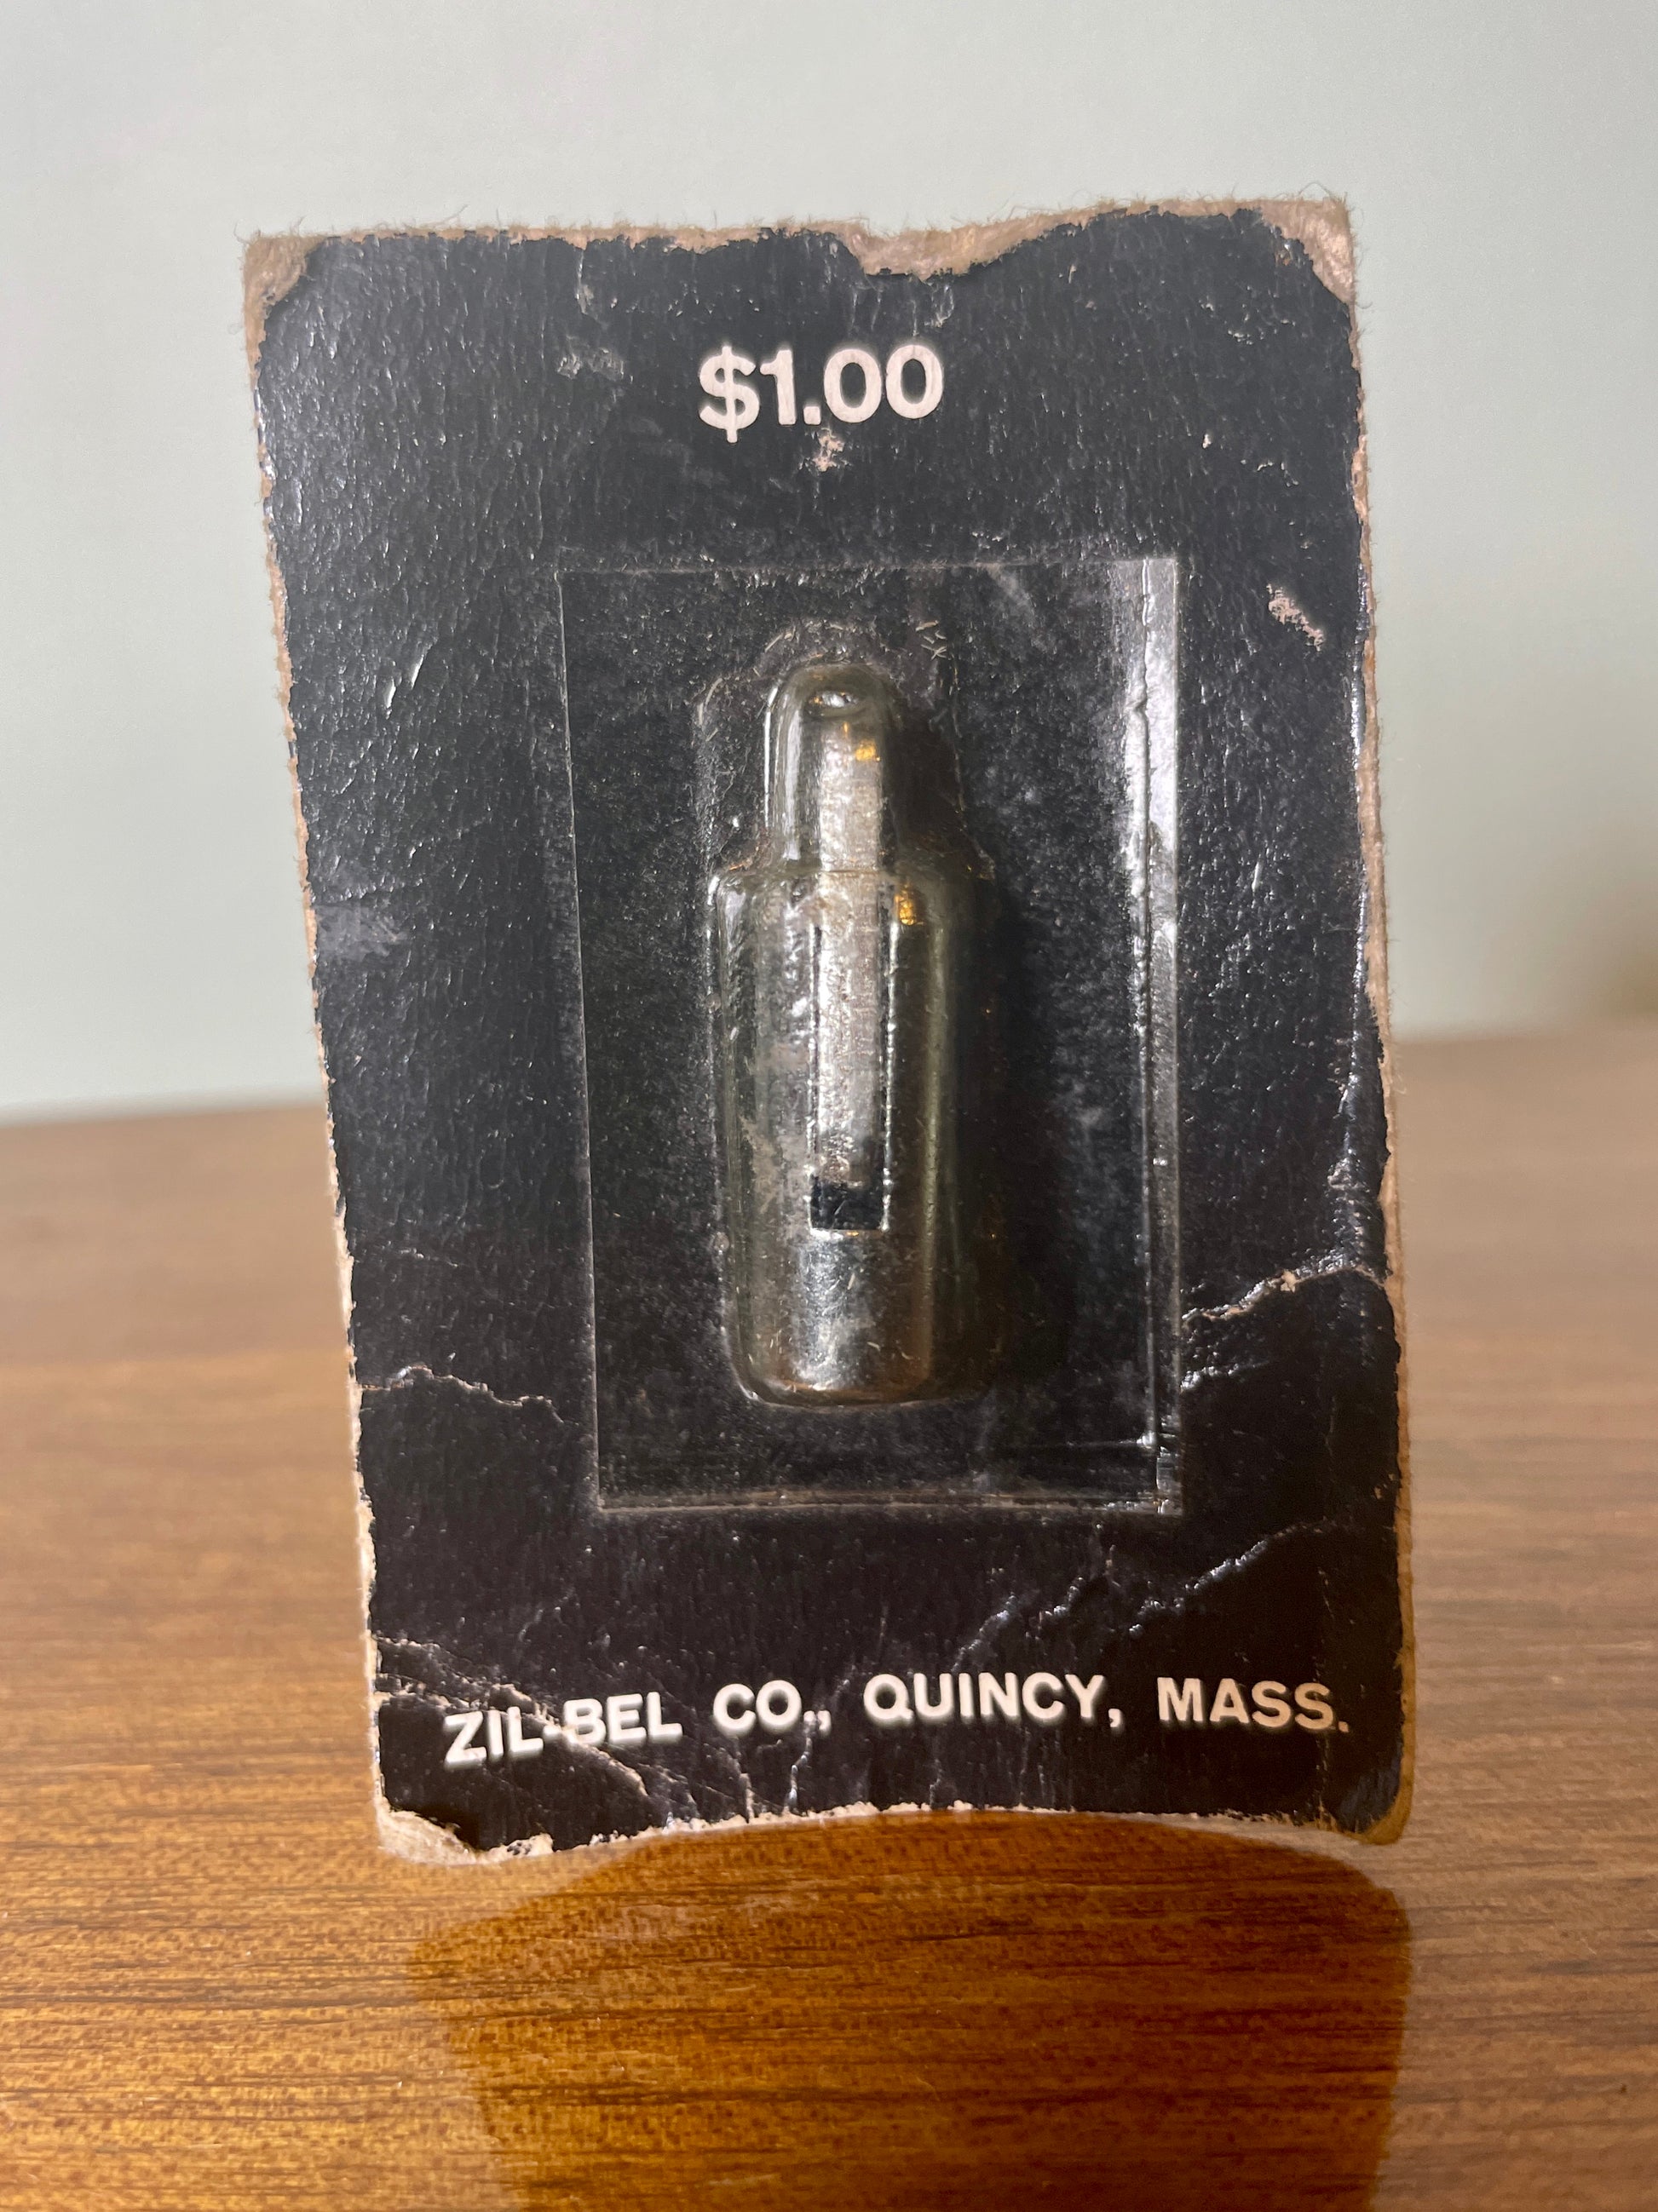 $1.00
ZIL-BEL CO., QUINCY, MASS.